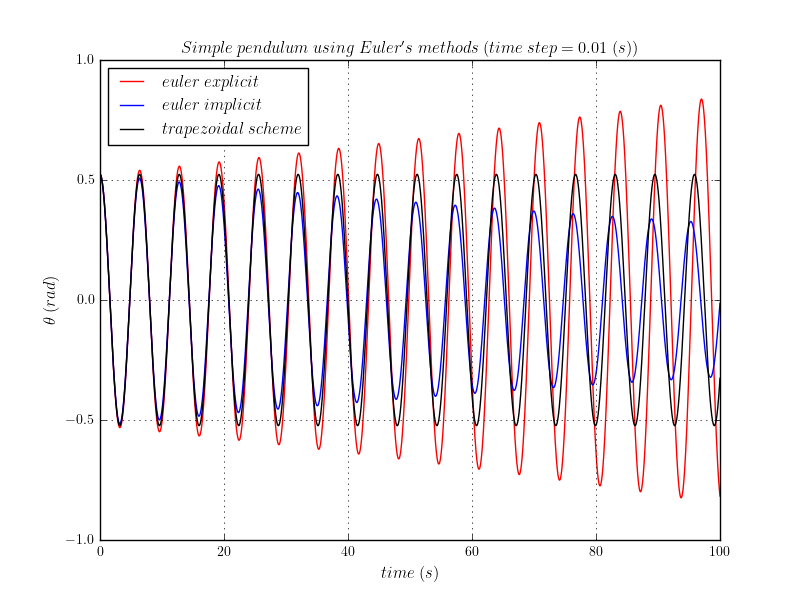 Simple pendulum using Euler's methods (time step = 0.01 (s))
euler explicit
euler implicit
trapezoidal scheme
1.0
0.5
0.0
−0.5
−1.0
θ (rad)
0 20 40 60 80 100
time (s)